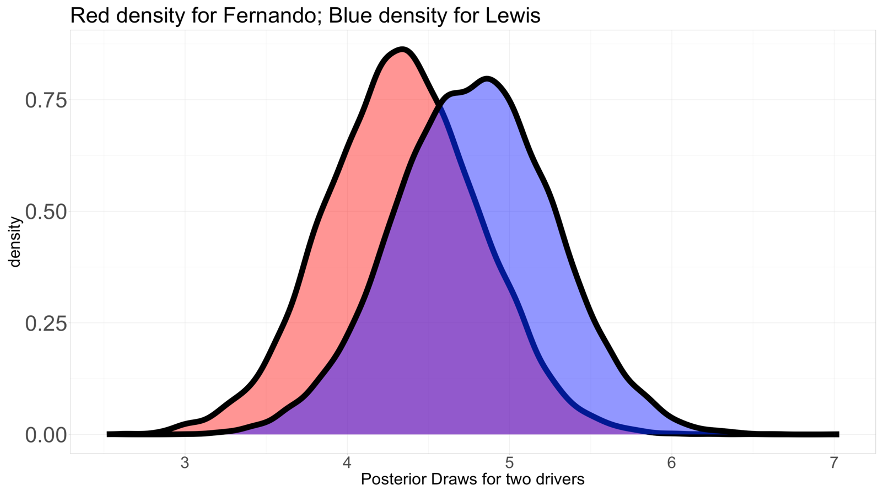 Red density for Fernando; Blue density for Lewis
0.75
0.50
0.25
0.00
density
3 4 5 6 7
Posterior Draws for two drivers